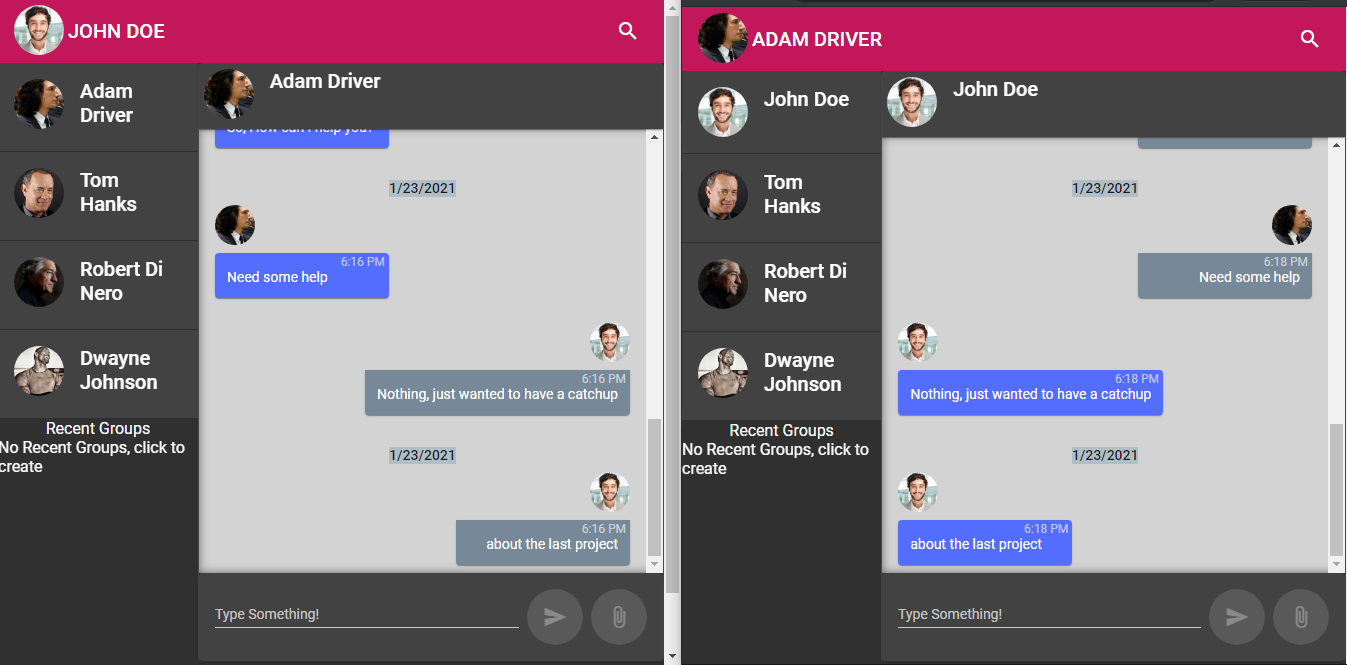 JOHN DOE
Adam
Driver
Tom
Hanks
Robert Di
Nero
Dwayne
Johnson
Recent Groups
No Recent Groups, click to
create
Adam Driver
So, How can I help you?
1/23/2021
6:16 PM
Need some help
6:16 PM
Nothing, just wanted to have a catchup
1/23/2021
6:16 PM
about the last project
Type Something!
ADAM DRIVER
John Doe
Tom
Hanks
Robert Di
Nero
Dwayne
Johnson
Recent Groups
No Recent Groups, click to
create
John Doe
1/23/2021
6:18 PM
Need some help
6:18 PM
Nothing, just wanted to have a catchup
1/23/2021
6:18 PM
about the last project
Type Something!